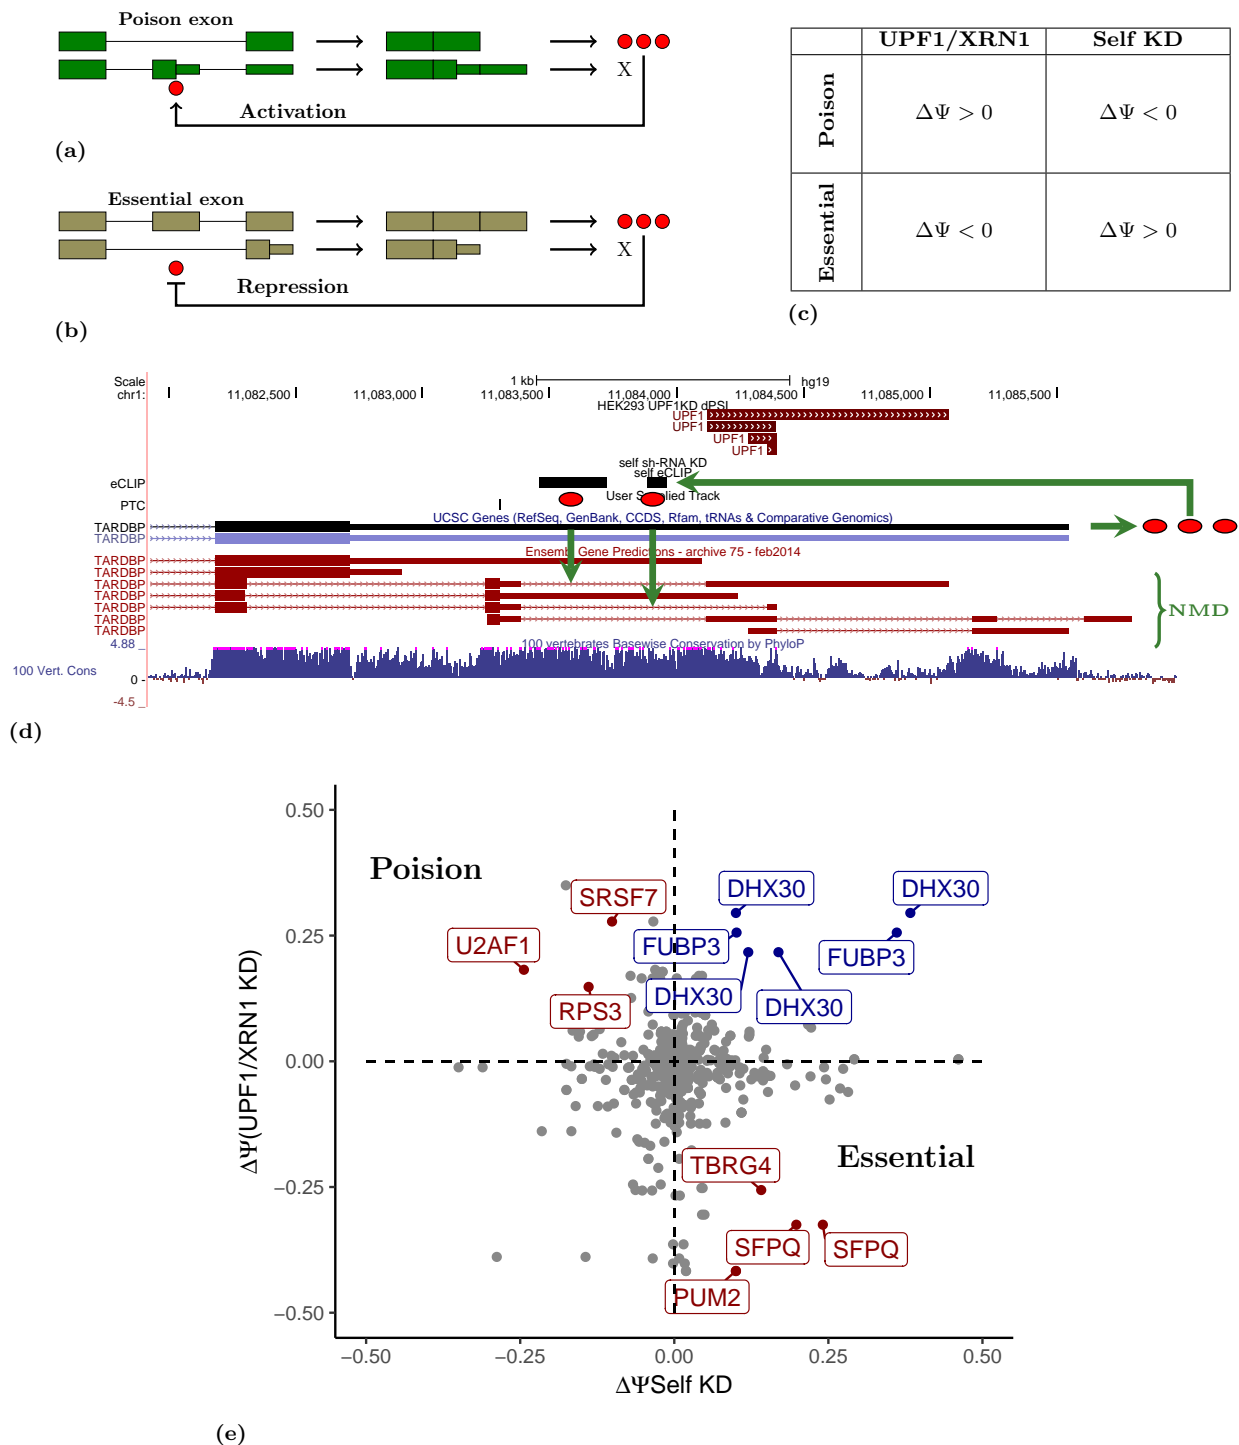 Poison exon
X
Activation
(a)
Essential exon
X
Repression
(b)
UPF1/XRN1 Self KD
Poison ΔΨ > 0 ΔΨ < 0
Essential ΔΨ < 0 ΔΨ > 0
(c)
Scale 1 kb hg19
chr1: 11,082,500 11,083,000 11,083,500 11,084,000 11,084,500 11,085,000 11,085,500
HEK293 UPF1KD dPSI
UPF1
UPF1
UPF1
UPF1
self sh-RNA KD
self eCLIP
eCLIP
User Supplied Track
PTC
UCSC Genes (RefSeq, GenBank, CCDS, Rfam, tRNAs & Comparative Genomics)
TARDBP
TARDBP
Ensembl Gene Predictions - archive 75 - feb2014
TARDBP
TARDBP
TARDBP
TARDBP
TARDBP
TARDBP
TARDBP
NMD
100 vertebrates Basewise Conservation by PhyloP
4.88 _
100 Vert. Cons
0 -
-4.5 _
(d)
0.50
Poision
SRSF7 DHX30 DHX30
0.25
U2AF1 FUBP3 FUBP3
RPS3 DHX30 DHX30
0.00
ΔΨ(UPF1/XRN1 KD)
Essential
TBRG4
−0.25
SFPQ SFPQ
PUM2
−0.50
−0.50 −0.25 0.00 0.25 0.50
ΔΨSelf KD
(e)